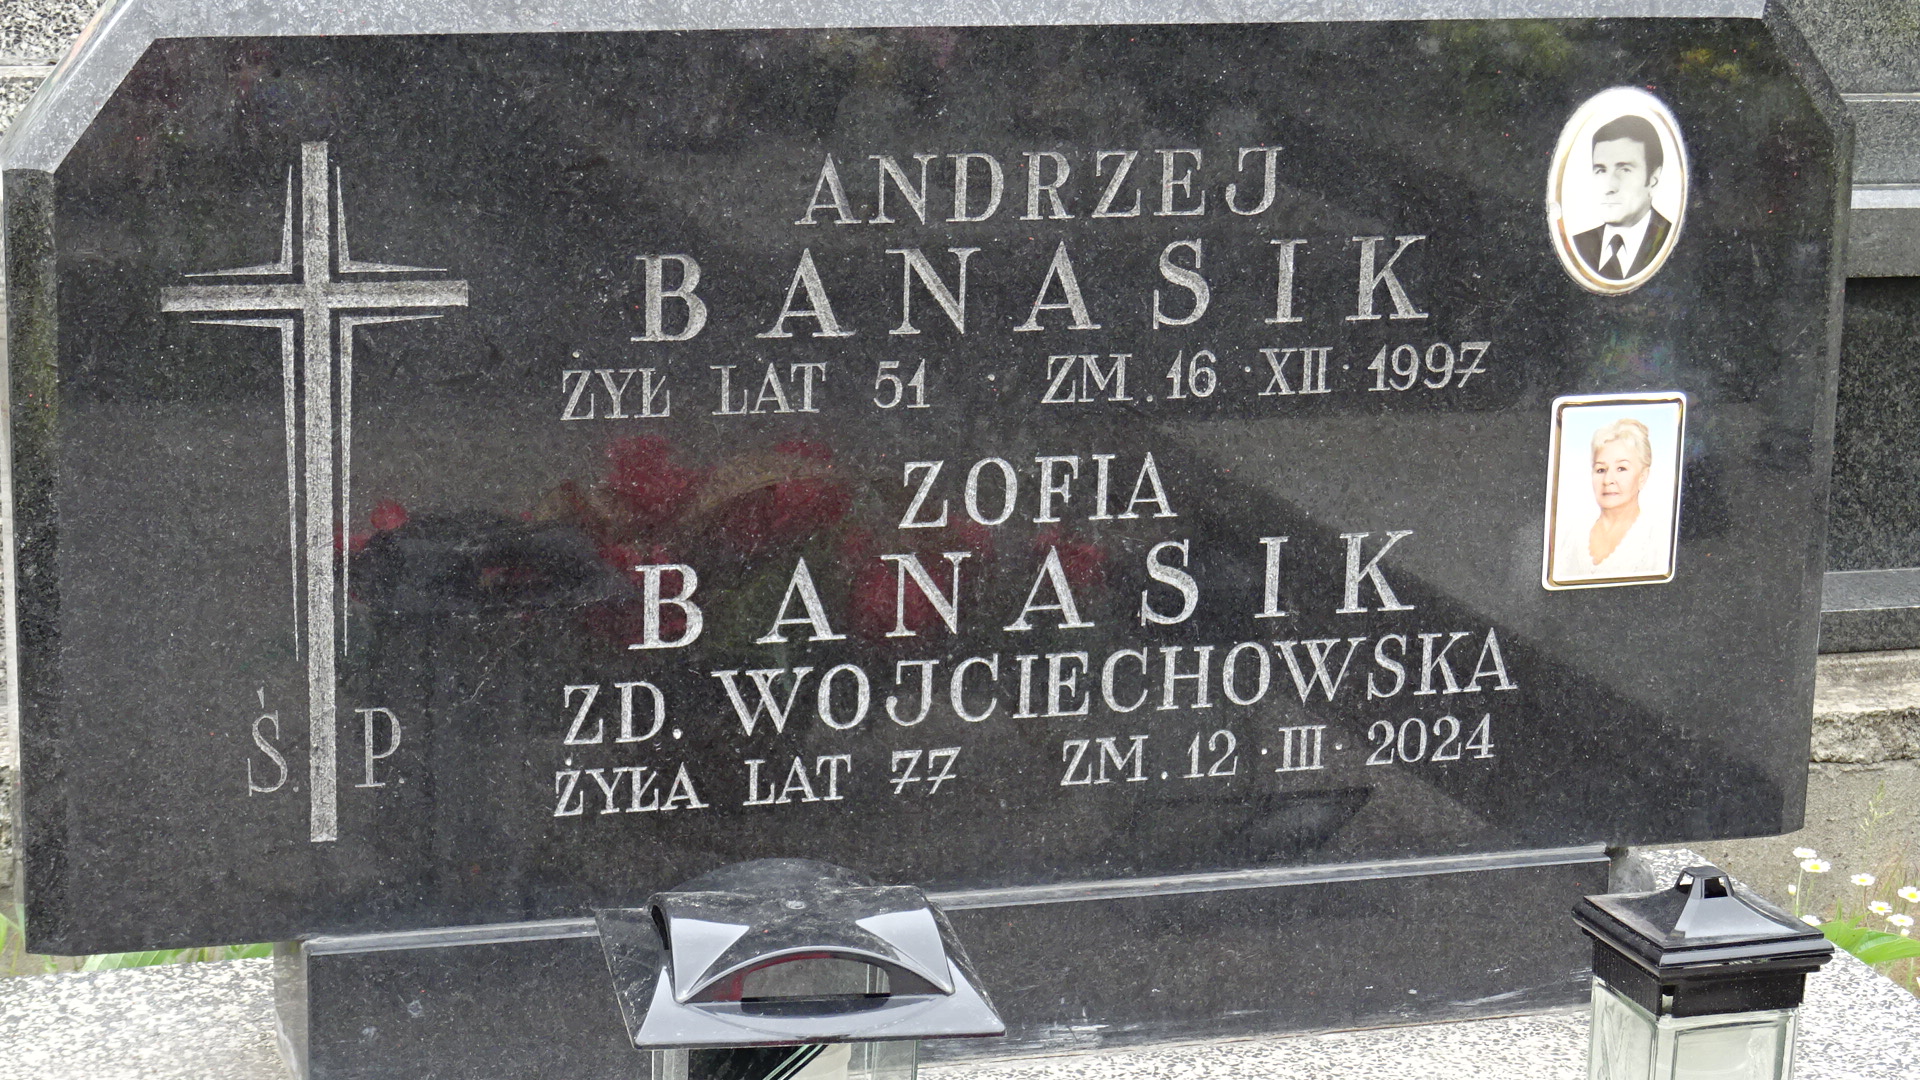 ANDRZEJ
BANASIK
ŻYŁ LAT 51 · ZM. 16 · XII · 1997
ZOFIA
BANASIK
ZD. WOJCIECHOWSKA
ŻYŁA LAT 77 ZM. 12 · III · 2024
Ś. P.